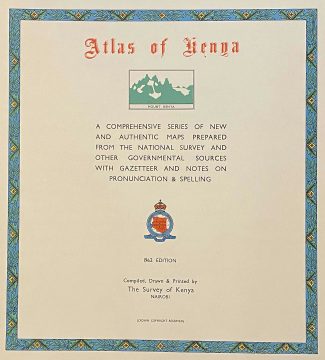 Atlas of Kenya
MOUNT KENYA
A COMPREHENSIVE SERIES OF NEW
AND AUTHENTIC MAPS PREPARED
FROM THE NATIONAL SURVEY AND
OTHER GOVERNMENTAL SOURCES
WITH GAZETTEER AND NOTES ON
PRONUNCIATION & SPELLING
1962 EDITION
Compiled, Drawn & Printed by
The Survey of Kenya
NAIROBI
(CROWN COPYRIGHT RESERVED)